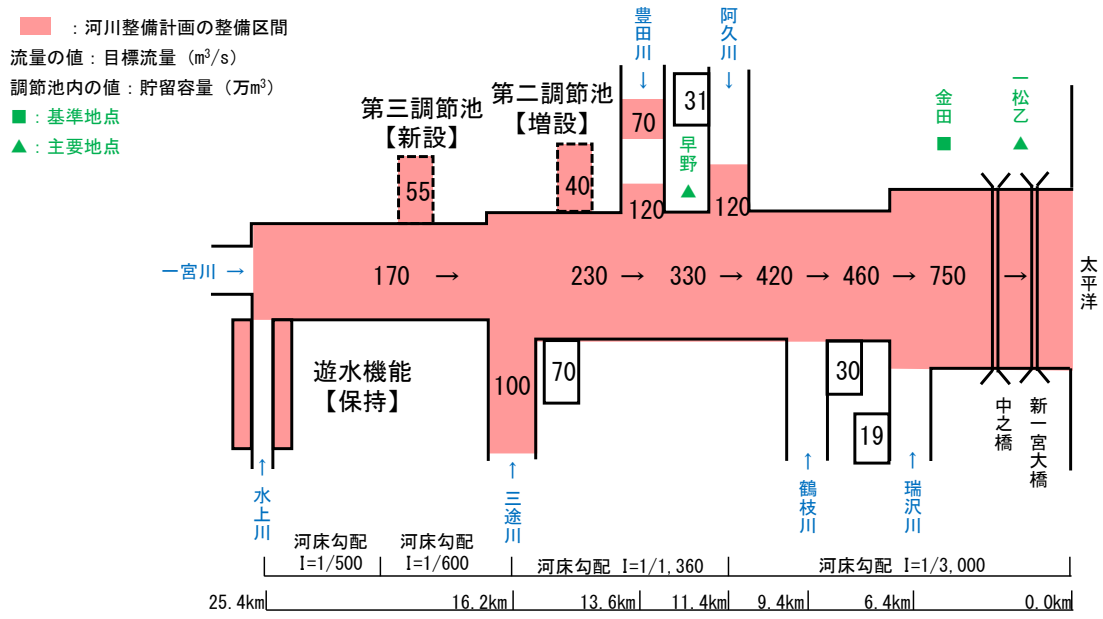 ：河川整備計画の整備区間
流量の値：目標流量（m³/s）
調節池内の値：貯留容量（万m³）
■：基準地点
▲：主要地点
豊田川
↓
阿久川
↓
第三調節池
【新設】
第二調節池
【増設】
31
70
早野
▲
金田
■
一松乙
▲
55
40
120
120
一宮川 →
170 →
230 →
330 →
420 →
460 →
750 →
太平洋
遊水機能
【保持】
100
70
30
19
中之橋
新一宮大橋
↑
水上川
↑
三途川
↑
鶴枝川
↑
瑞沢川
河床勾配
I=1/500
河床勾配
I=1/600
河床勾配 I=1/1,360
河床勾配 I=1/3,000
25.4km
16.2km
13.6km
11.4km
9.4km
6.4km
0.0km